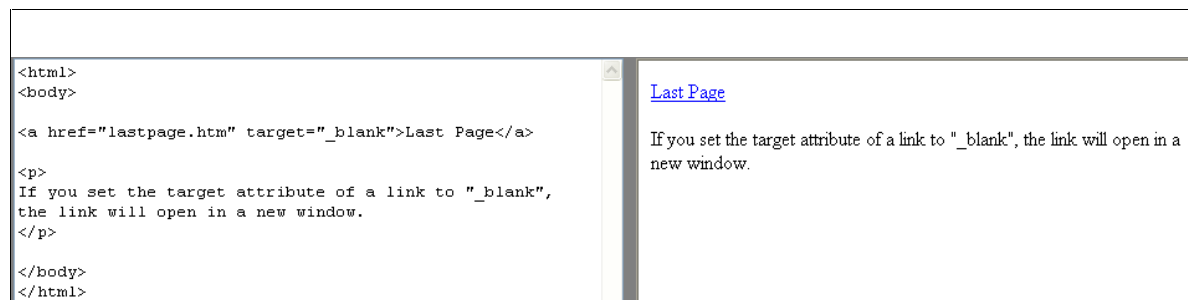 <html>
<body>
<a href="lastpage.htm" target="_blank">Last Page</a>
<p>
If you set the target attribute of a link to "_blank",
the link will open in a new window.
</p>
</body>
</html>
Last Page
If you set the target attribute of a link to "_blank", the link will open in a
new window.